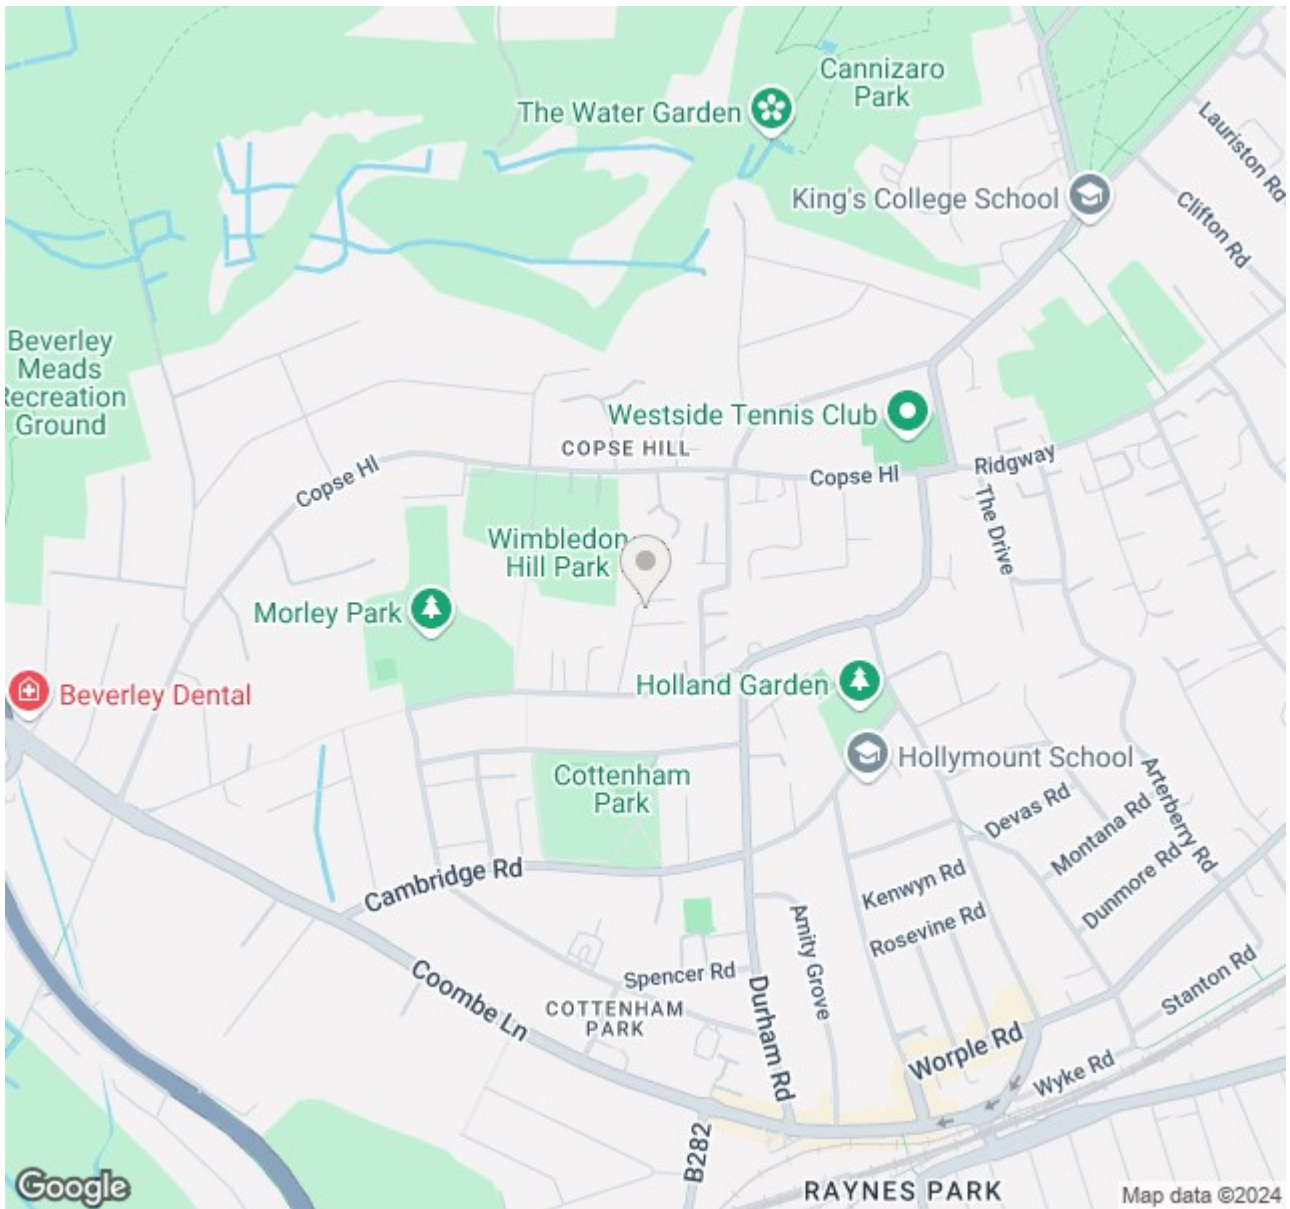 Cannizaro
Park
The Water Garden
Lauriston Rd
King's College School
Clifton Rd
Beverley
Meads
Recreation
Ground
Westside Tennis Club
COPSE HILL
Copse Hl
Copse Hl
Ridgway
The Drive
Wimbledon
Hill Park
Morley Park
Holland Garden
Beverley Dental
Hollymount School
Cottenham
Park
Arterberry Rd
Devas Rd
Montana Rd
Dunmore Rd
Kenwyn Rd
Cambridge Rd
Rosevine Rd
Amity Grove
Stanton Rd
Spencer Rd
Coombe Ln
Durham Rd
COTTENHAM
PARK
Worple Rd
Wyke Rd
B282
RAYNES PARK
Google
Map data ©2024